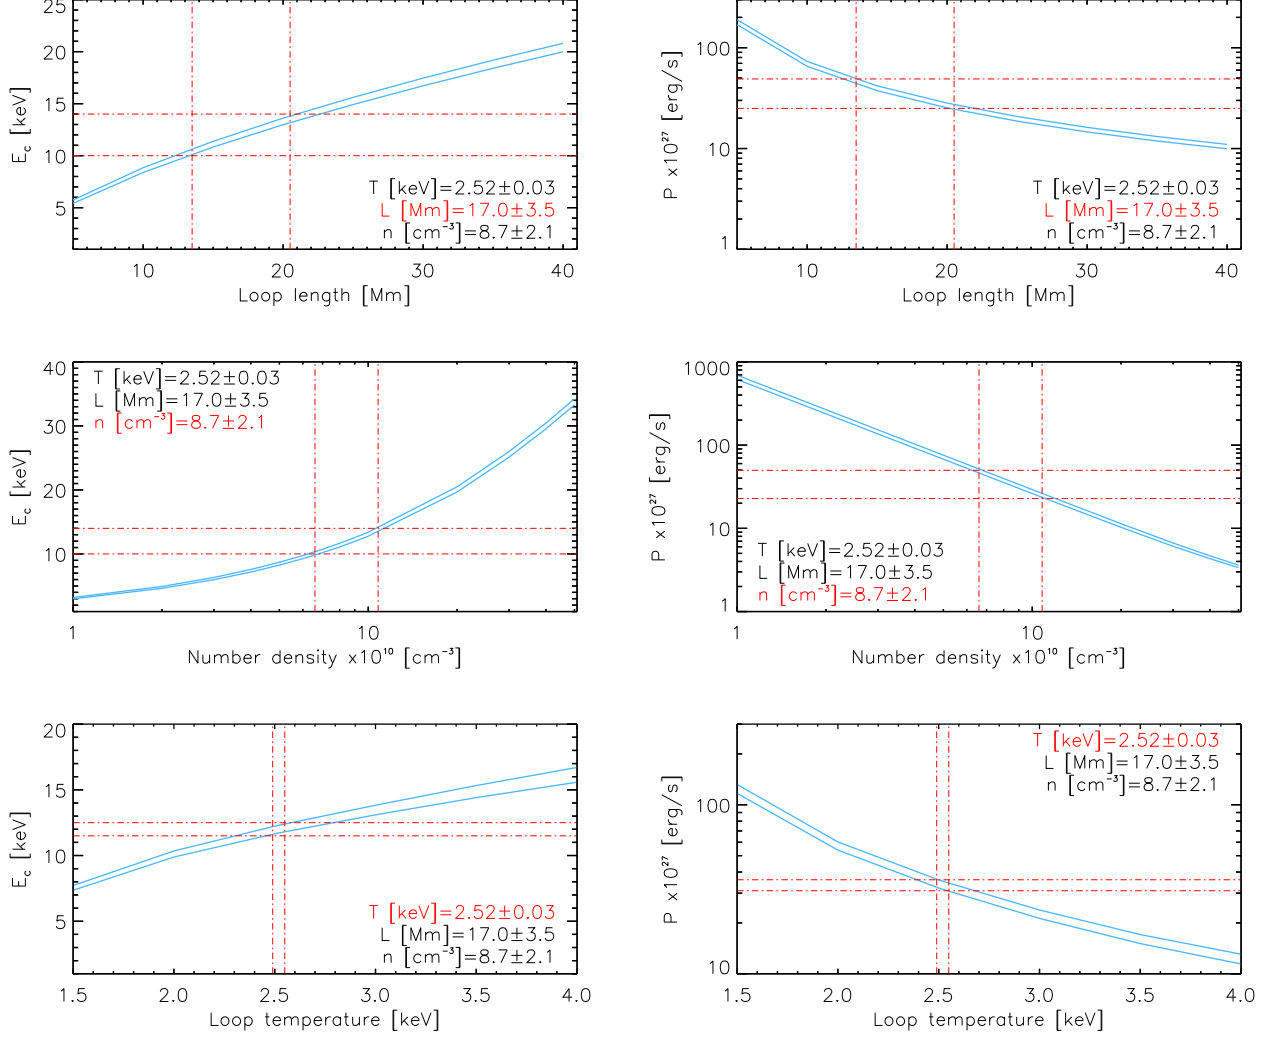 25
20
15
10
5
E_c [keV]
T [keV]=2.52±0.03
L [Mm]=17.0±3.5
n [cm⁻³]=8.7±2.1
10 20 30 40
Loop length [Mm]
100
10
1
P x10²⁷ [erg/s]
T [keV]=2.52±0.03
L [Mm]=17.0±3.5
n [cm⁻³]=8.7±2.1
10 20 30 40
Loop length [Mm]
40
30
20
10
E_c [keV]
T [keV]=2.52±0.03
L [Mm]=17.0±3.5
n [cm⁻³]=8.7±2.1
1 10
Number density x10¹⁰ [cm⁻³]
1000
100
10
1
P x10²⁷ [erg/s]
T [keV]=2.52±0.03
L [Mm]=17.0±3.5
n [cm⁻³]=8.7±2.1
1 10
Number density x10¹⁰ [cm⁻³]
20
15
10
5
E_c [keV]
T [keV]=2.52±0.03
L [Mm]=17.0±3.5
n [cm⁻³]=8.7±2.1
1.5 2.0 2.5 3.0 3.5 4.0
Loop temperature [keV]
100
10
P x10²⁷ [erg/s]
T [keV]=2.52±0.03
L [Mm]=17.0±3.5
n [cm⁻³]=8.7±2.1
1.5 2.0 2.5 3.0 3.5 4.0
Loop temperature [keV]